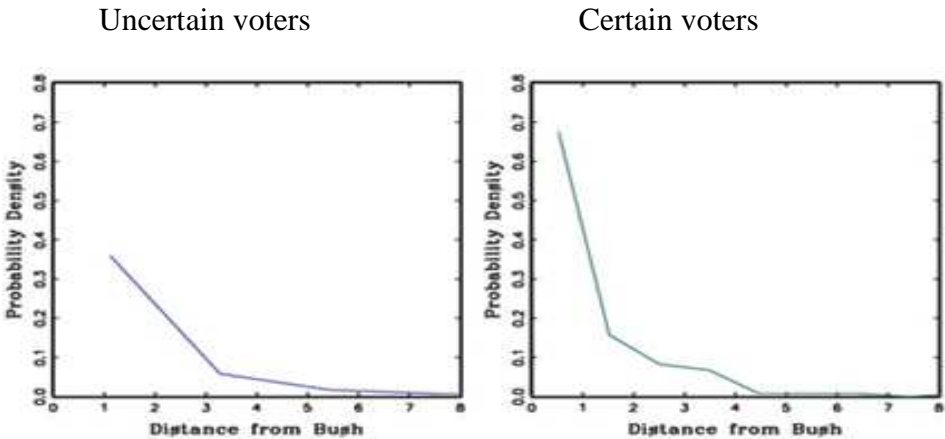 Uncertain voters
Certain voters
Probability Density
0.8
0.7
0.6
0.5
0.4
0.3
0.2
0.1
0.0
0 1 2 3 4 5 6 7 8
Distance from Bush
Probability Density
0.8
0.7
0.6
0.5
0.4
0.3
0.2
0.1
0.0
0 1 2 3 4 5 6 7 8
Distance from Bush